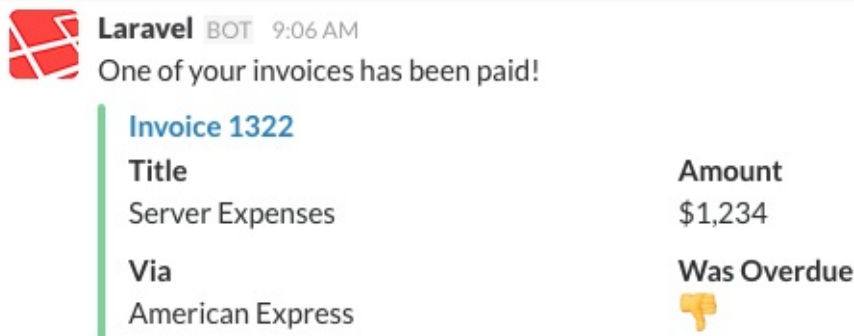 Laravel BOT 9:06 AM
One of your invoices has been paid!
Invoice 1322
Title Amount
Server Expenses $1,234
Via Was Overdue
American Express 👎